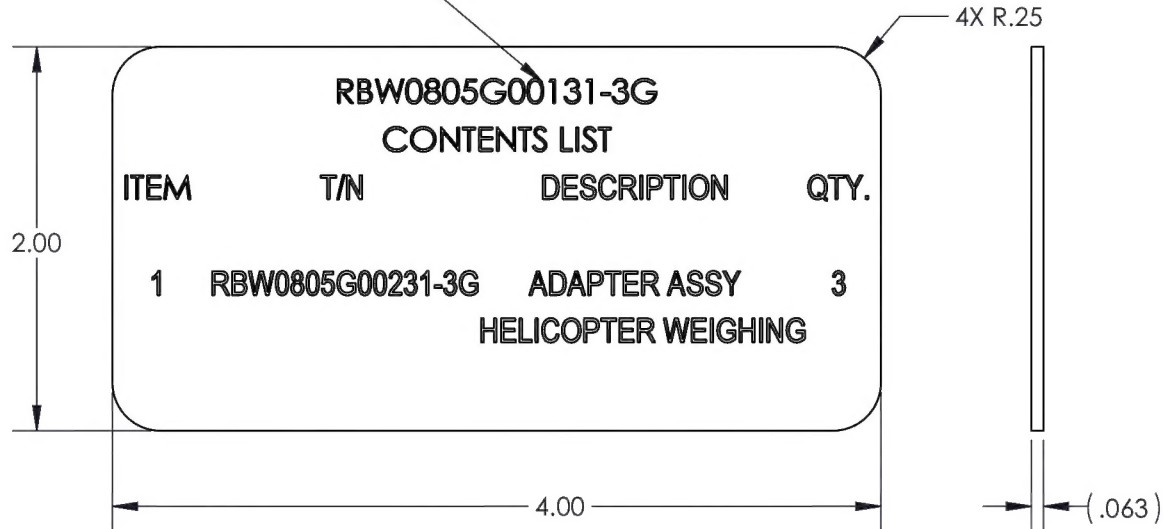 4X R.25
RBW0805G00131-3G
CONTENTS LIST
ITEM T/N DESCRIPTION QTY.
2.00
1 RBW0805G00231-3G ADAPTER ASSY 3
HELICOPTER WEIGHING
4.00
(.063)